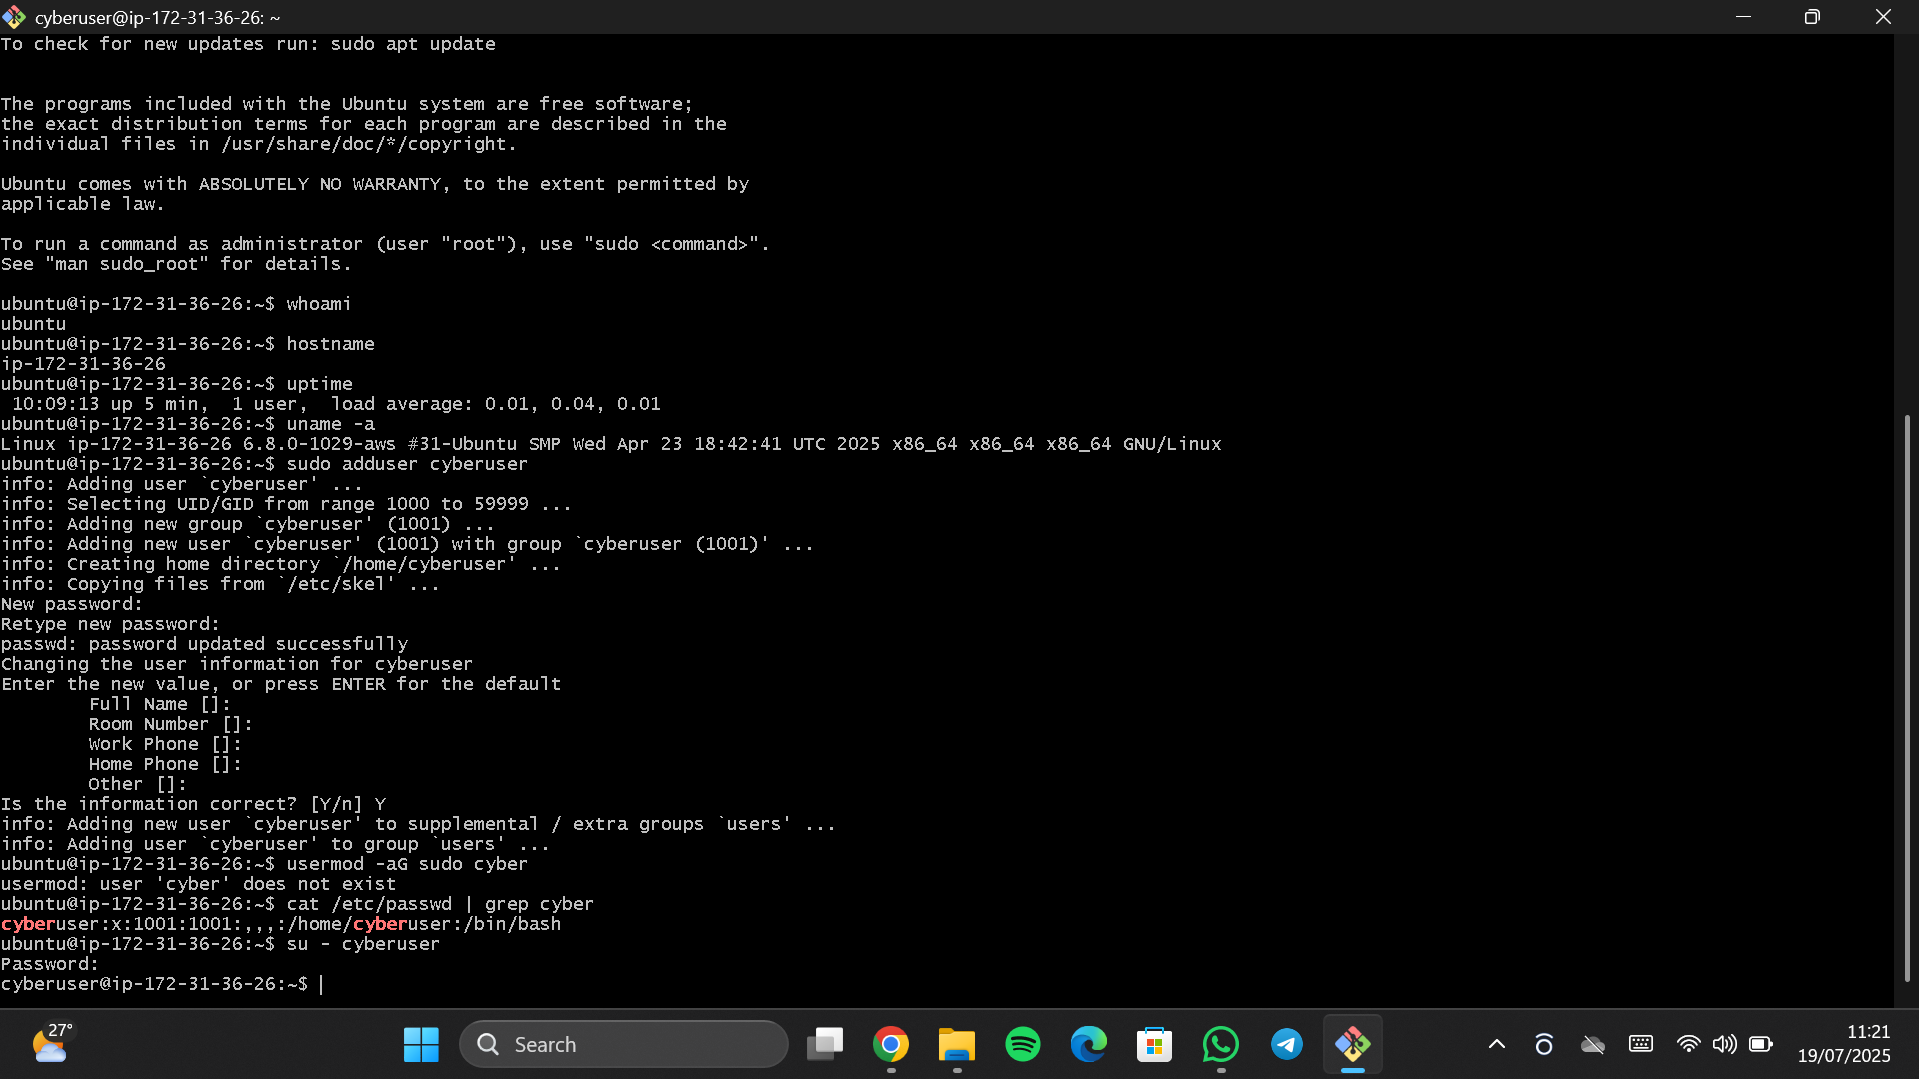 cyberuser@ip-172-31-36-26: ~
To check for new updates run: sudo apt update
The programs included with the Ubuntu system are free software;
the exact distribution terms for each program are described in the
individual files in /usr/share/doc/*/copyright.
Ubuntu comes with ABSOLUTELY NO WARRANTY, to the extent permitted by
applicable law.
To run a command as administrator (user "root"), use "sudo <command>".
See "man sudo_root" for details.
ubuntu@ip-172-31-36-26:~$ whoami
ubuntu
ubuntu@ip-172-31-36-26:~$ hostname
ip-172-31-36-26
ubuntu@ip-172-31-36-26:~$ uptime
 10:09:13 up 5 min,  1 user,  load average: 0.01, 0.04, 0.01
ubuntu@ip-172-31-36-26:~$ uname -a
Linux ip-172-31-36-26 6.8.0-1029-aws #31-Ubuntu SMP Wed Apr 23 18:42:41 UTC 2025 x86_64 x86_64 x86_64 GNU/Linux
ubuntu@ip-172-31-36-26:~$ sudo adduser cyberuser
info: Adding user `cyberuser' ...
info: Selecting UID/GID from range 1000 to 59999 ...
info: Adding new group `cyberuser' (1001) ...
info: Adding new user `cyberuser' (1001) with group `cyberuser (1001)' ...
info: Creating home directory `/home/cyberuser' ...
info: Copying files from `/etc/skel' ...
New password:
Retype new password:
passwd: password updated successfully
Changing the user information for cyberuser
Enter the new value, or press ENTER for the default
        Full Name []:
        Room Number []:
        Work Phone []:
        Home Phone []:
        Other []:
Is the information correct? [Y/n] Y
info: Adding new user `cyberuser' to supplemental / extra groups `users' ...
info: Adding user `cyberuser' to group `users' ...
ubuntu@ip-172-31-36-26:~$ usermod -aG sudo cyber
usermod: user 'cyber' does not exist
ubuntu@ip-172-31-36-26:~$ cat /etc/passwd | grep cyber
cyberuser:x:1001:1001:,,,:/home/cyberuser:/bin/bash
ubuntu@ip-172-31-36-26:~$ su - cyberuser
Password:
cyberuser@ip-172-31-36-26:~$
27°
Search
11:21
19/07/2025